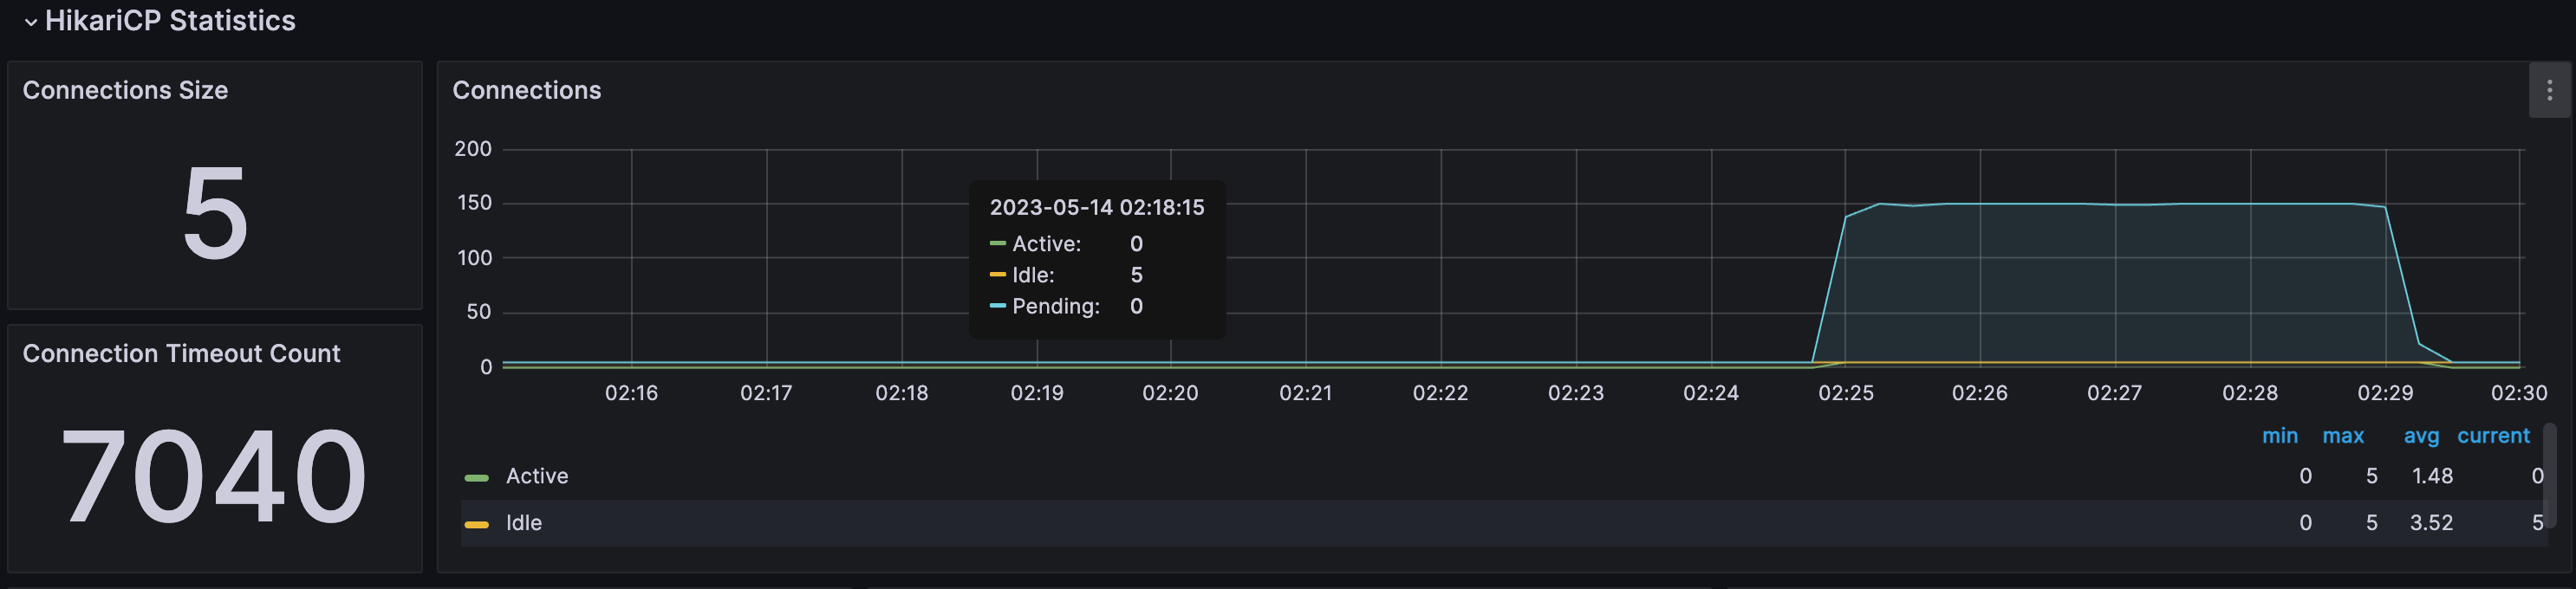 HikariCP Statistics
Connections Size
5
Connection Timeout Count
7040
Connections
200
150
100
50
0
2023-05-14 02:18:15
Active: 0
Idle: 5
Pending: 0
02:16 02:17 02:18 02:19 02:20 02:21 02:22 02:23 02:24 02:25 02:26 02:27 02:28 02:29 02:30
min max avg current
Active 0 5 1.48 0
Idle 0 5 3.52 5